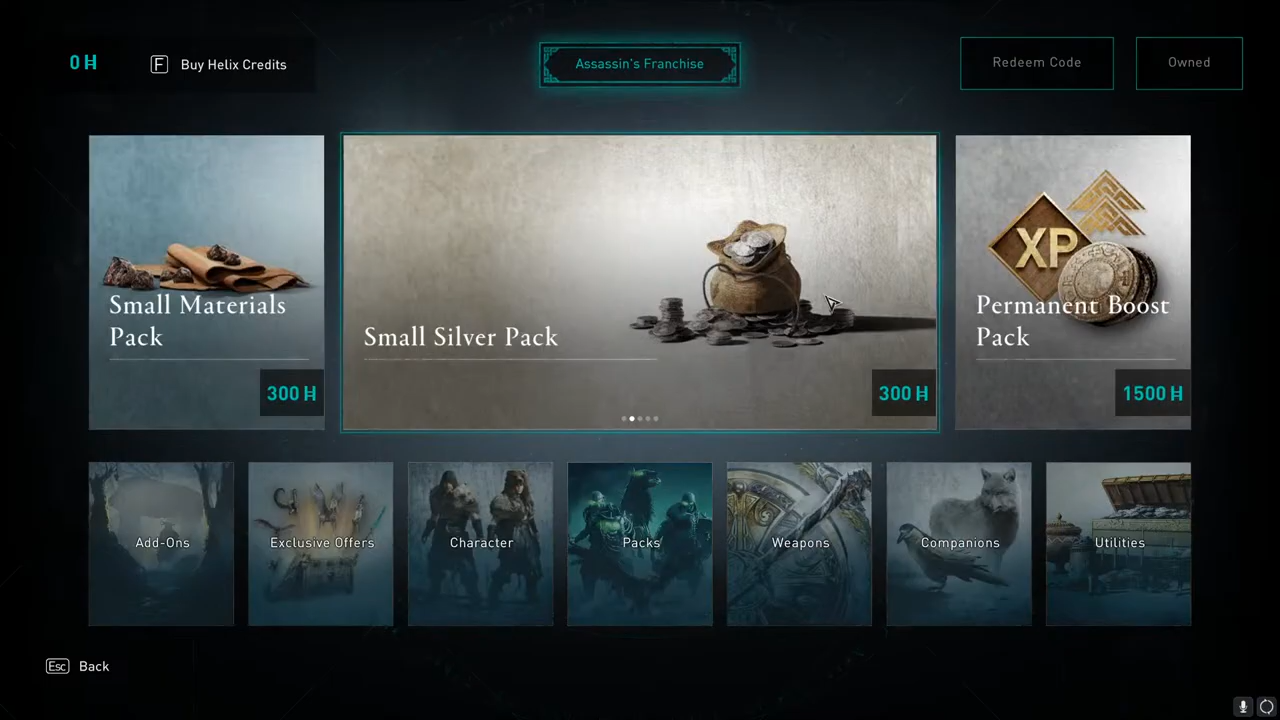 0 H
F Buy Helix Credits
Assassin's Franchise
Redeem Code
Owned
Small Materials
Pack
300 H
Small Silver Pack
300 H
XP
Permanent Boost
Pack
1500 H
Add-Ons
Exclusive Offers
Character
Packs
Weapons
Companions
Utilities
Esc Back